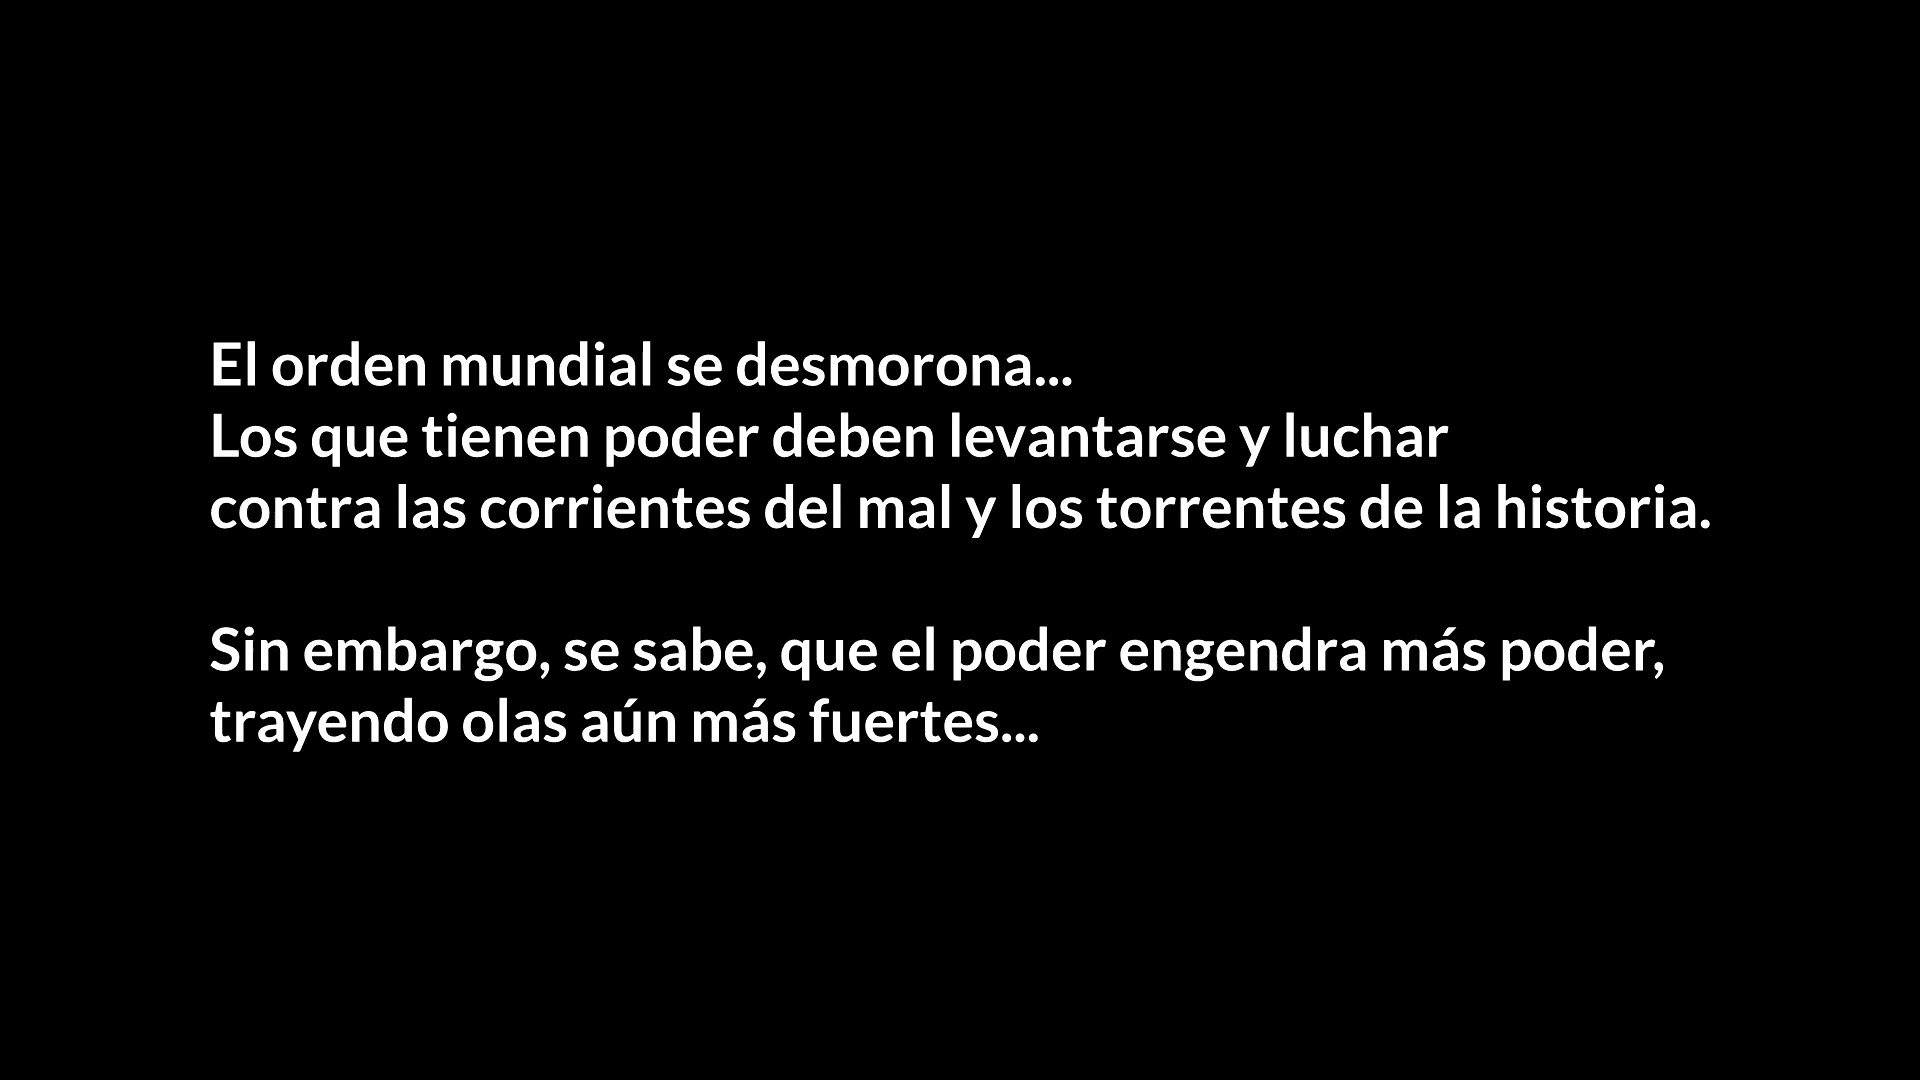 El orden mundial se desmorona...
Los que tienen poder deben levantarse y luchar
contra las corrientes del mal y los torrentes de la historia.
Sin embargo, se sabe, que el poder engendra más poder,
trayendo olas aún más fuertes...